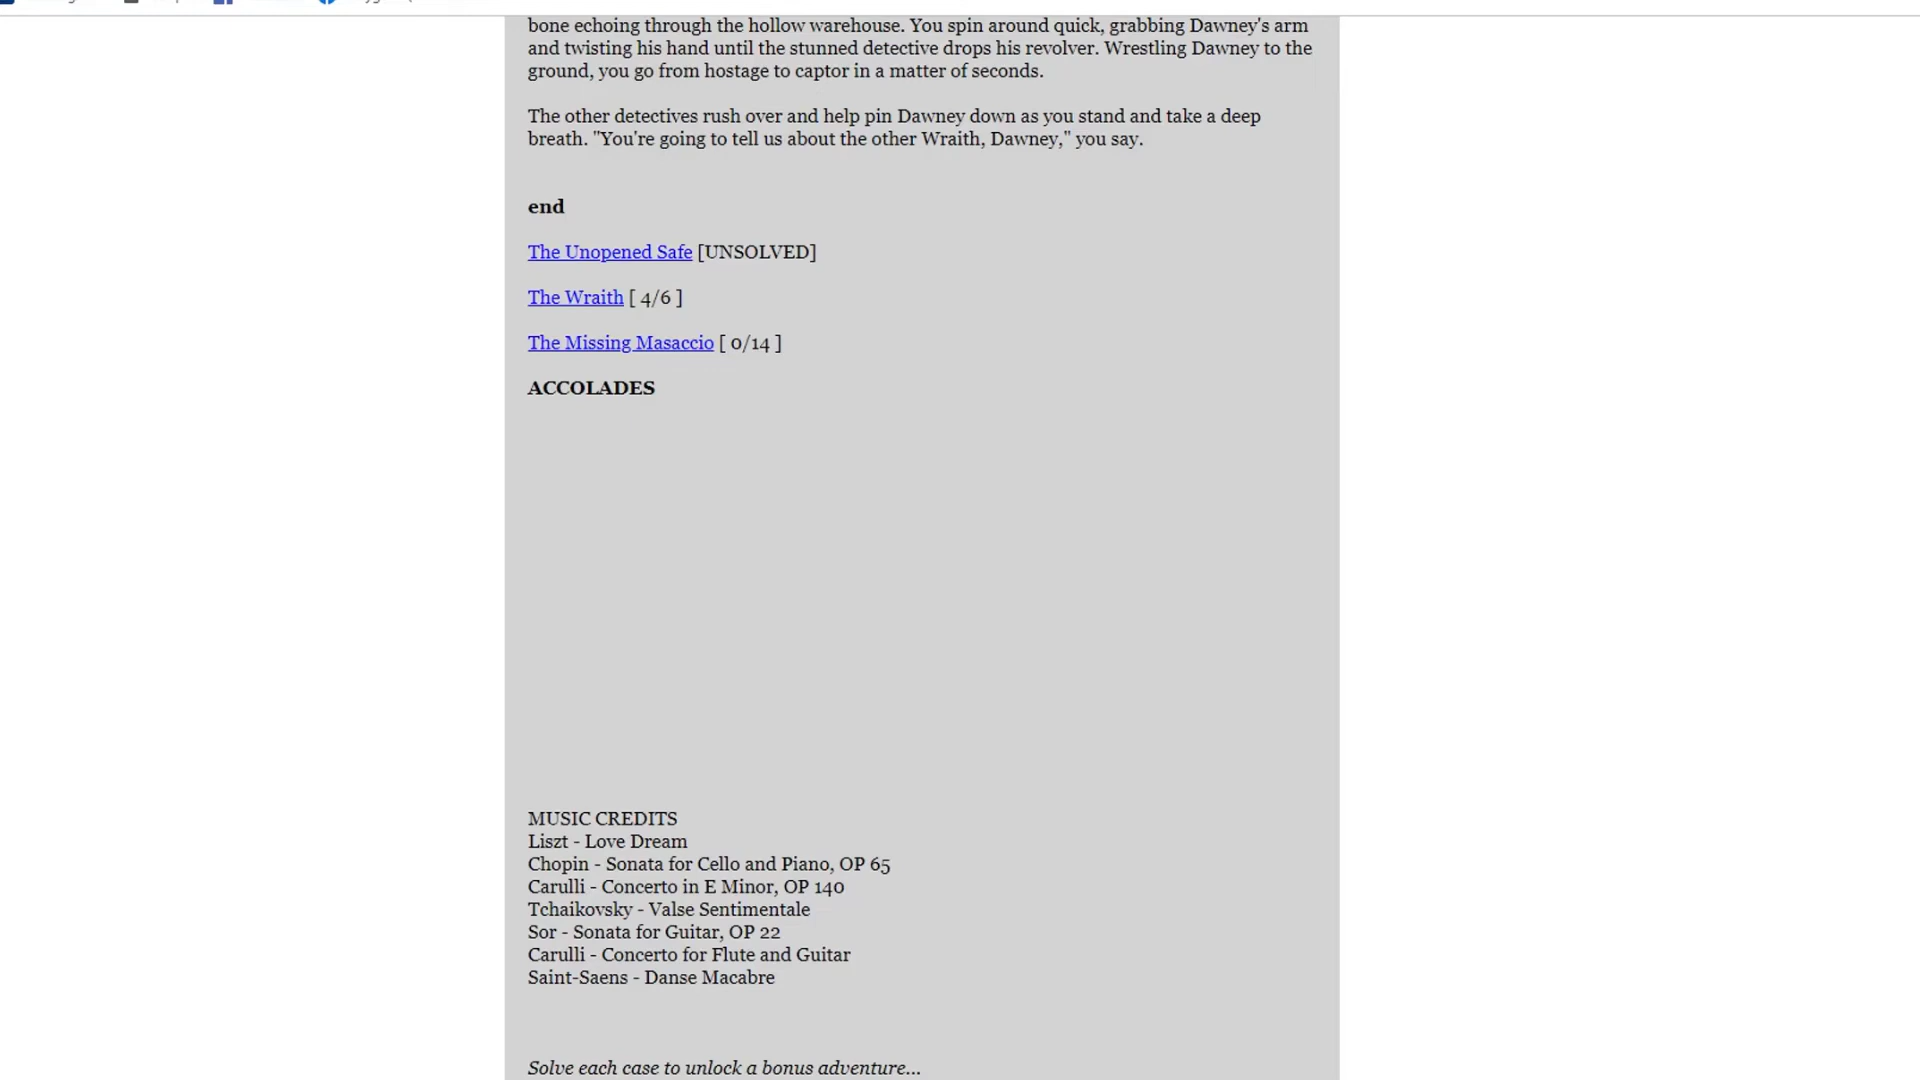 bone echoing through the hollow warehouse. You spin around quick, grabbing Dawney's arm
and twisting his hand until the stunned detective drops his revolver. Wrestling Dawney to the
ground, you go from hostage to captor in a matter of seconds.
The other detectives rush over and help pin Dawney down as you stand and take a deep
breath. "You're going to tell us about the other Wraith, Dawney," you say.
end
The Unopened Safe [UNSOLVED]
The Wraith [ 4/6 ]
The Missing Masaccio [ 0/14 ]
ACCOLADES
MUSIC CREDITS
Liszt - Love Dream
Chopin - Sonata for Cello and Piano, OP 65
Carulli - Concerto in E Minor, OP 140
Tchaikovsky - Valse Sentimentale
Sor - Sonata for Guitar, OP 22
Carulli - Concerto for Flute and Guitar
Saint-Saens - Danse Macabre
Solve each case to unlock a bonus adventure...